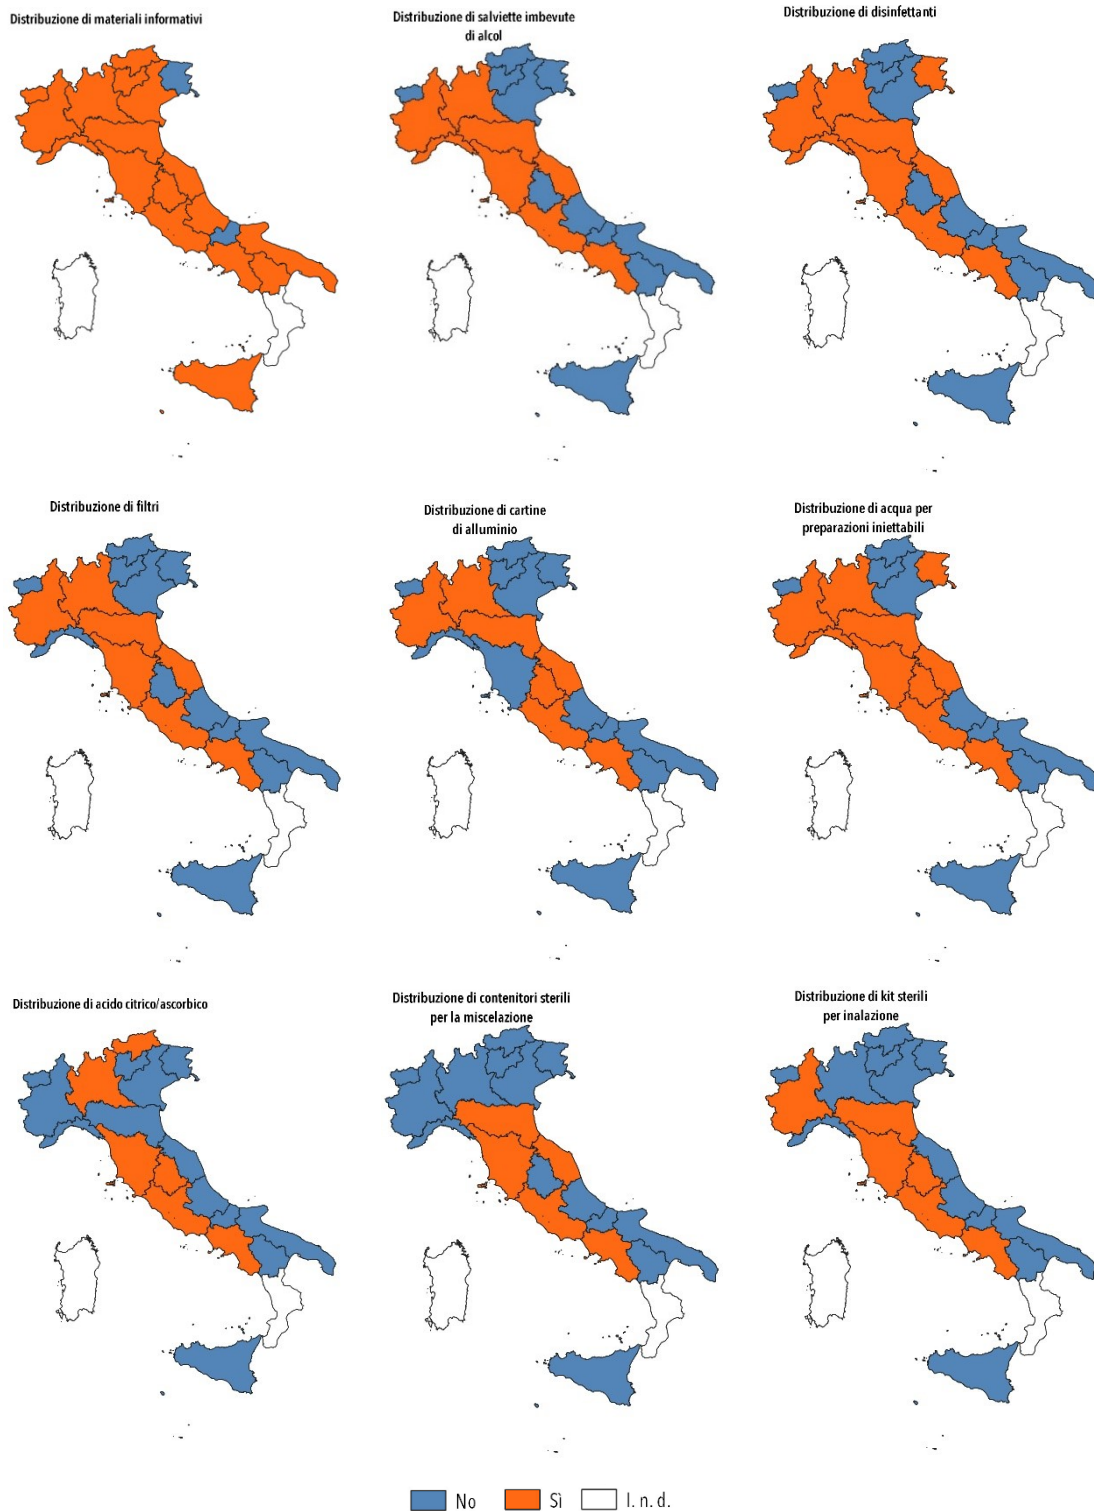 Distribuzione di materiali informativi
Distribuzione di salviette imbevute
di alcol
Distribuzione di disinfettanti
Distribuzione di filtri
Distribuzione di cartine
di alluminio
Distribuzione di acqua per
preparazioni iniettabili
Distribuzione di acido citrico/ascorbico
Distribuzione di contenitori sterili
per la miscelazione
Distribuzione di kit sterili
per inalazione
No
Sì
I. n. d.